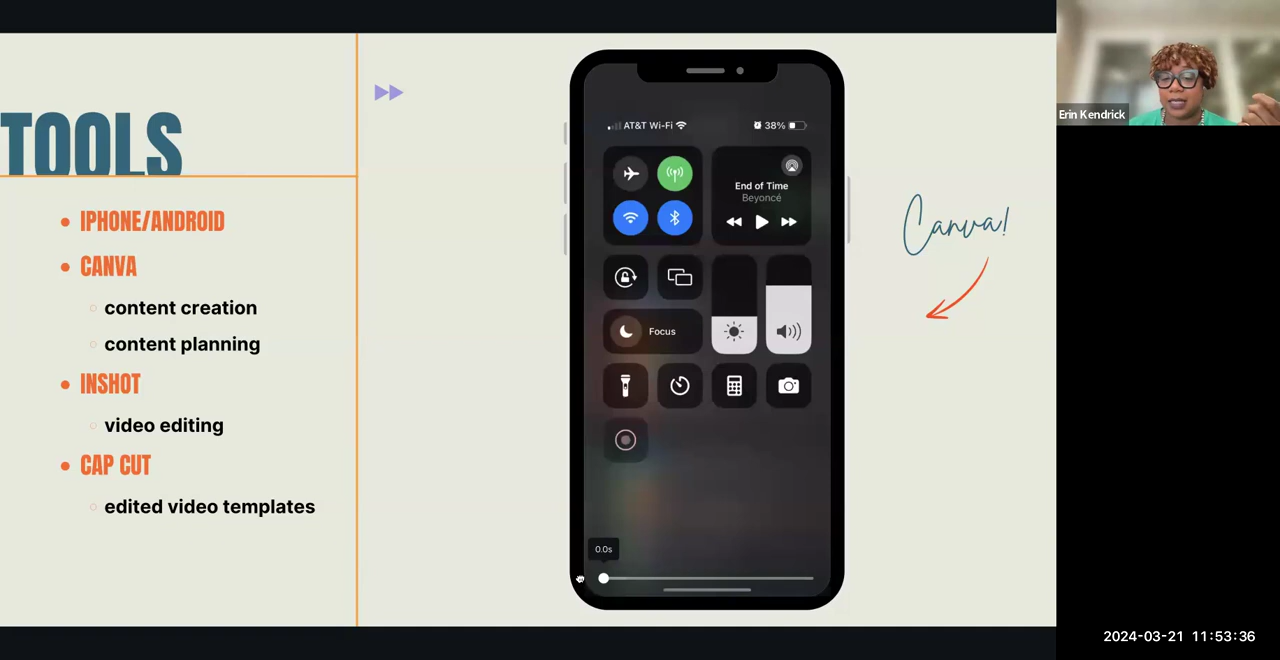 TOOLS
IPHONE/ANDROID
CANVA
content creation
content planning
INSHOT
video editing
CAP CUT
edited video templates
AT&T Wi-Fi
38%
End of Time
Beyoncé
Focus
0.0s
Canva!
Erin Kendrick
2024-03-21 11:53:36